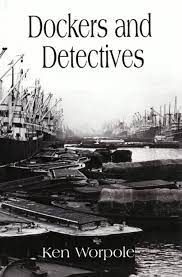 Dockers and
Detectives
Ken Worpole